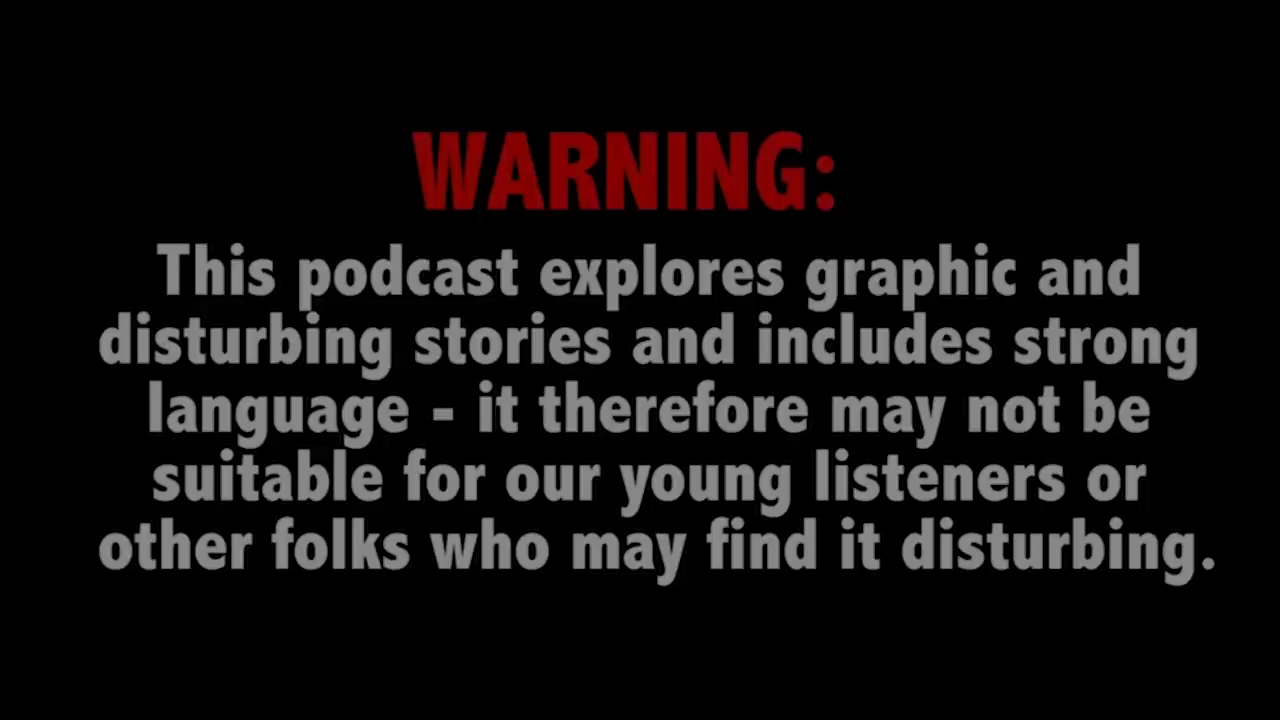 WARNING:
This podcast explores graphic and
disturbing stories and includes strong
language - it therefore may not be
suitable for our young listeners or
other folks who may find it disturbing.